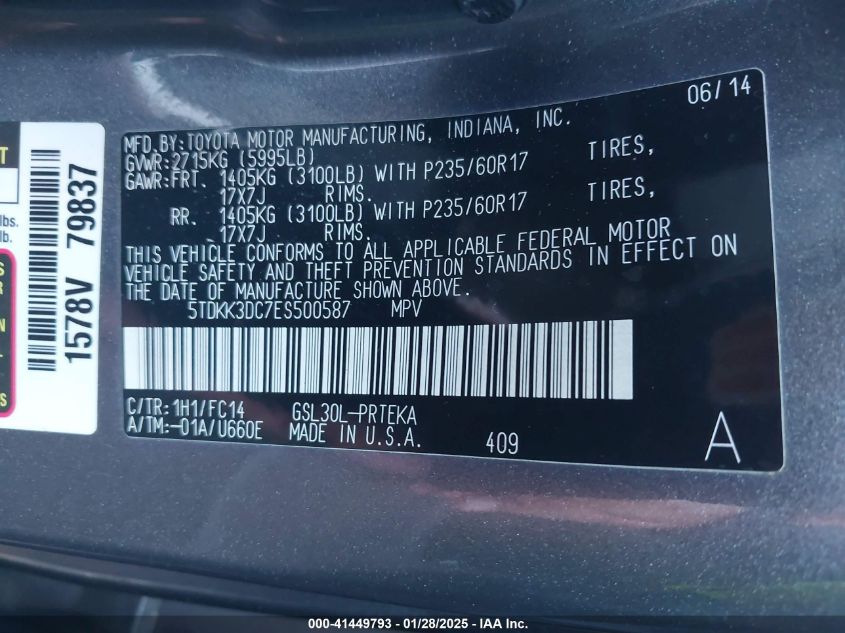 06/14
MFD.BY:TOYOTA MOTOR MANUFACTURING, INDIANA, INC.
GVWR:2715KG (5995LB)
GAWR:FRT. 1405KG (3100LB) WITH P235/60R17 TIRES,
17X7J RIMS.
RR. 1405KG (3100LB) WITH P235/60R17 TIRES,
17X7J RIMS.
THIS VEHICLE CONFORMS TO ALL APPLICABLE FEDERAL MOTOR
VEHICLE SAFETY AND THEFT PREVENTION STANDARDS IN EFFECT ON
THE DATE OF MANUFACTURE SHOWN ABOVE.
5TDKK3DC7ES500587 MPV
C/TR:1H1/FC14 GSL30L-PRTEKA
A/TM:-01A/U660E MADE IN U.S.A. 409 A
1578V 79837
lbs.
lb.
000-41449793 - 01/28/2025 - IAA Inc.